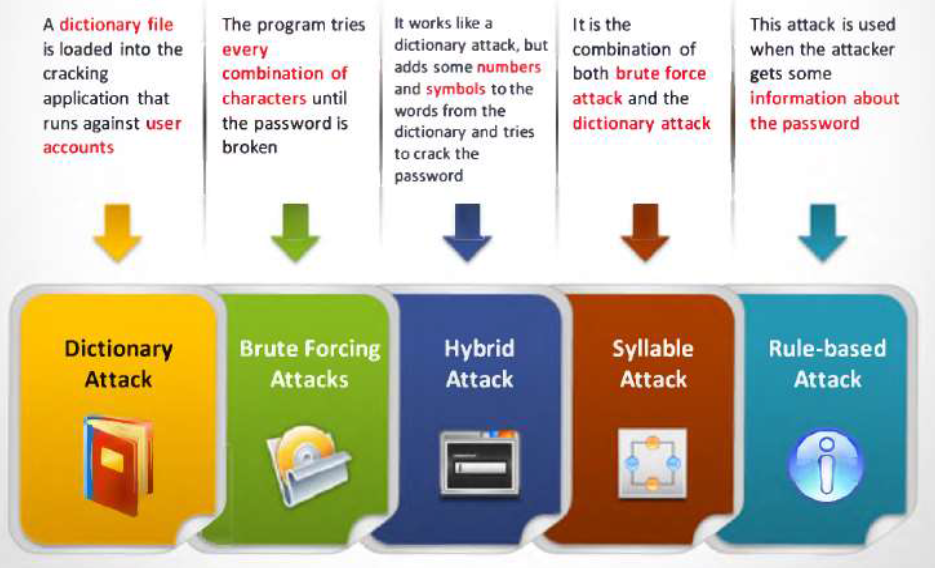 A dictionary file
is loaded into the
cracking
application that
runs against user
accounts
The program tries
every
combination of
characters until
the password is
broken
It works like a
dictionary attack, but
adds some numbers
and symbols to the
words from the
dictionary and tries
to crack the
password
It is the
combination of
both brute force
attack and the
dictionary attack
This attack is used
when the attacker
gets some
information about
the password
Dictionary
Attack
Brute Forcing
Attacks
Hybrid
Attack
Syllable
Attack
Rule-based
Attack